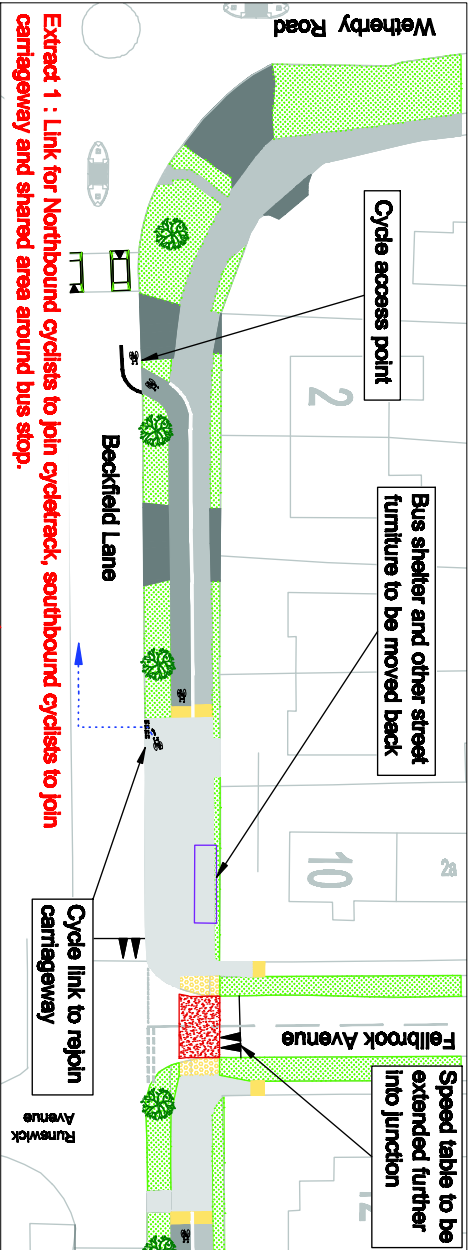 Wetherby Road
Cycle access point
2
Bus shelter and other street
furniture to be moved back
10
2a
Tellbrook Avenue
Speed table to be
extended further
into junction
Beckfield Lane
Cycle link to rejoin
carriageway
Runswick
Avenue
Extract 1 : Link for Northbound cyclists to join cycletrack, southbound cyclists to join
carriageway and shared area around bus stop.